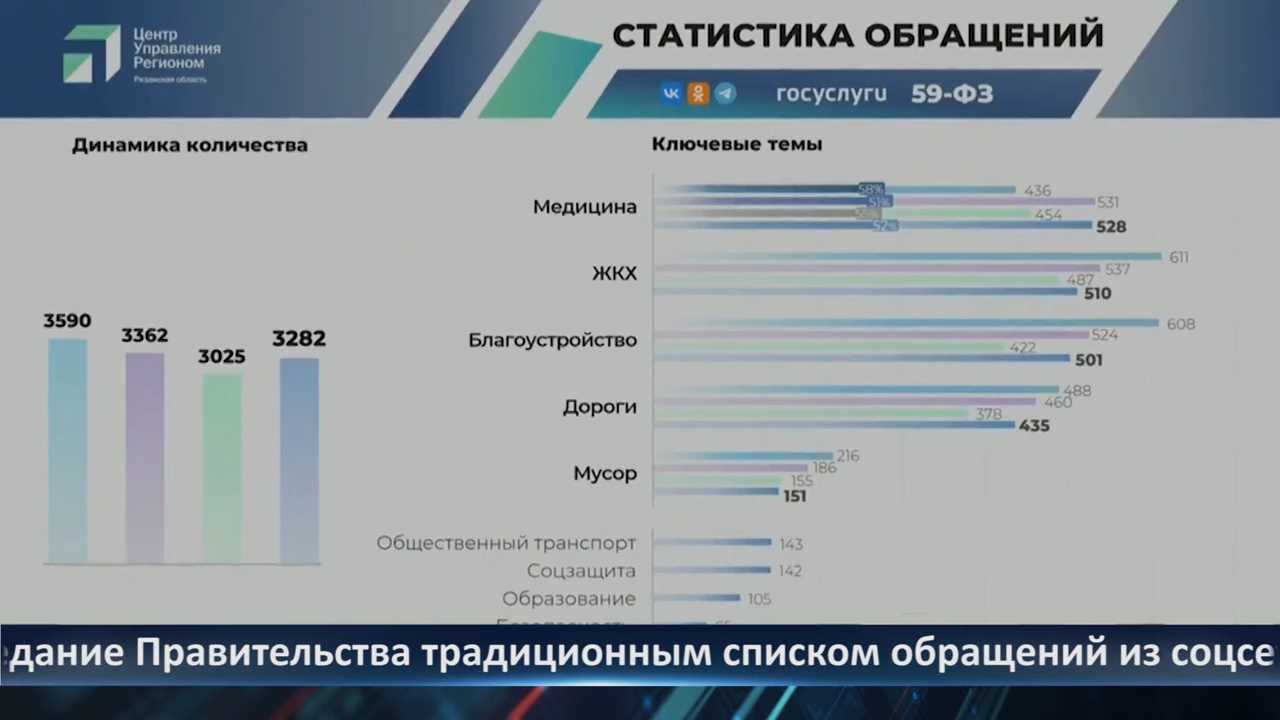 Центр
Управления
Регионом
Рязанская область
СТАТИСТИКА ОБРАЩЕНИЙ
госуслуги 59-ФЗ
Динамика количества
3590
3362
3025
3282
Ключевые темы
Медицина
58% 436
51% 531
454
52% 528
ЖКХ
611
537
487
510
Благоустройство
608
524
422
501
Дороги
488
460
378
435
Мусор
216
186
155
151
Общественный транспорт 143
Соцзащита 142
Образование 105
дание Правительства традиционным списком обращений из соцсе